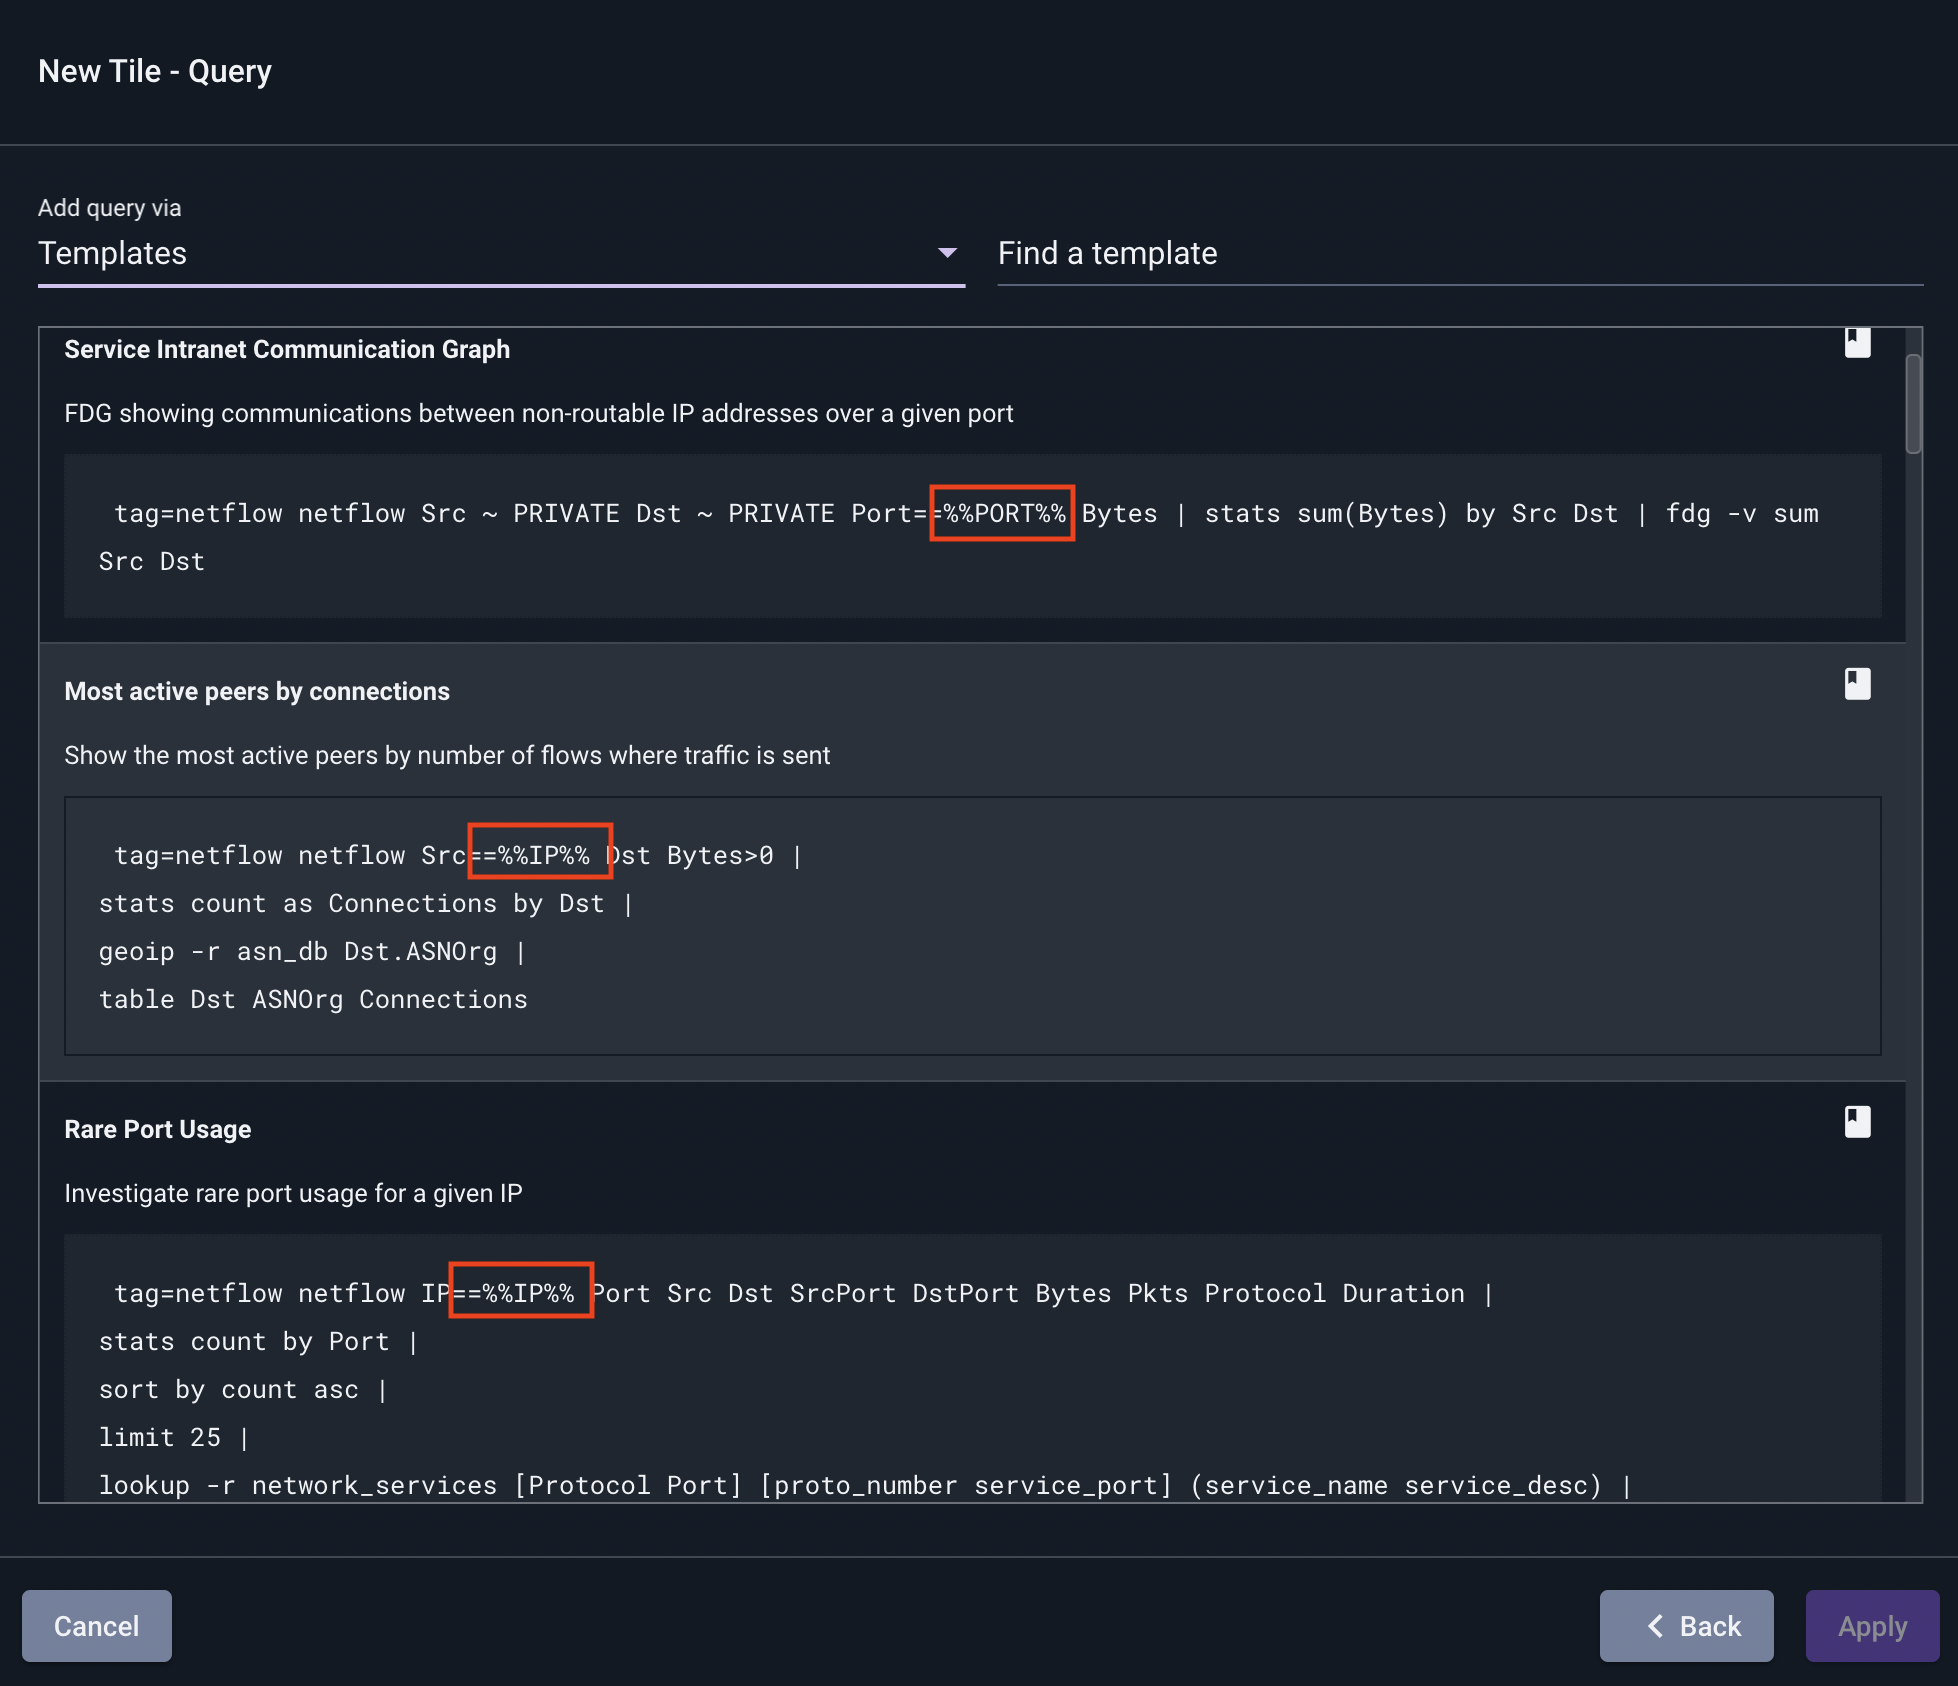 New Tile - Query
Add query via
Templates
Find a template
Service Intranet Communication Graph
FDG showing communications between non-routable IP addresses over a given port
tag=netflow netflow Src ~ PRIVATE Dst ~ PRIVATE Port==%%PORT%% Bytes | stats sum(Bytes) by Src Dst | fdg -v sum
Src Dst
Most active peers by connections
Show the most active peers by number of flows where traffic is sent
tag=netflow netflow Src==%%IP%% Dst Bytes>0 |
stats count as Connections by Dst |
geoip -r asn_db Dst.ASNOrg |
table Dst ASNOrg Connections
Rare Port Usage
Investigate rare port usage for a given IP
tag=netflow netflow IP==%%IP%% Port Src Dst SrcPort DstPort Bytes Pkts Protocol Duration |
stats count by Port |
sort by count asc |
limit 25 |
lookup -r network_services [Protocol Port] [proto_number service_port] (service_name service_desc) |
Cancel
Back
Apply